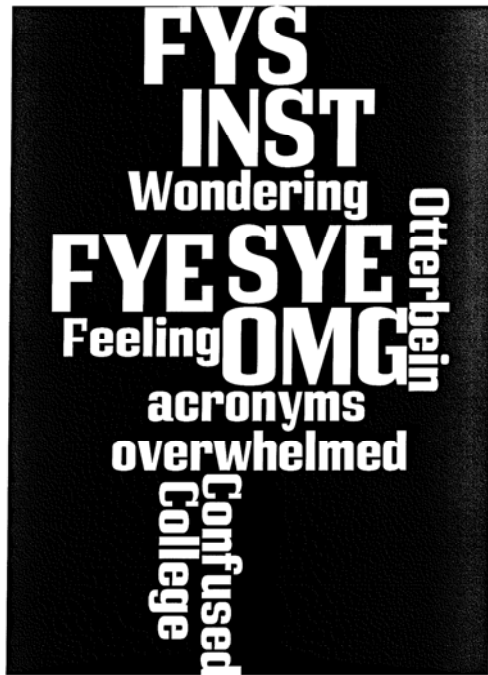 FYS
INST
Wondering
Otterbein
FYE SYE
Feeling OMG
acronyms
overwhelmed
College
Confused